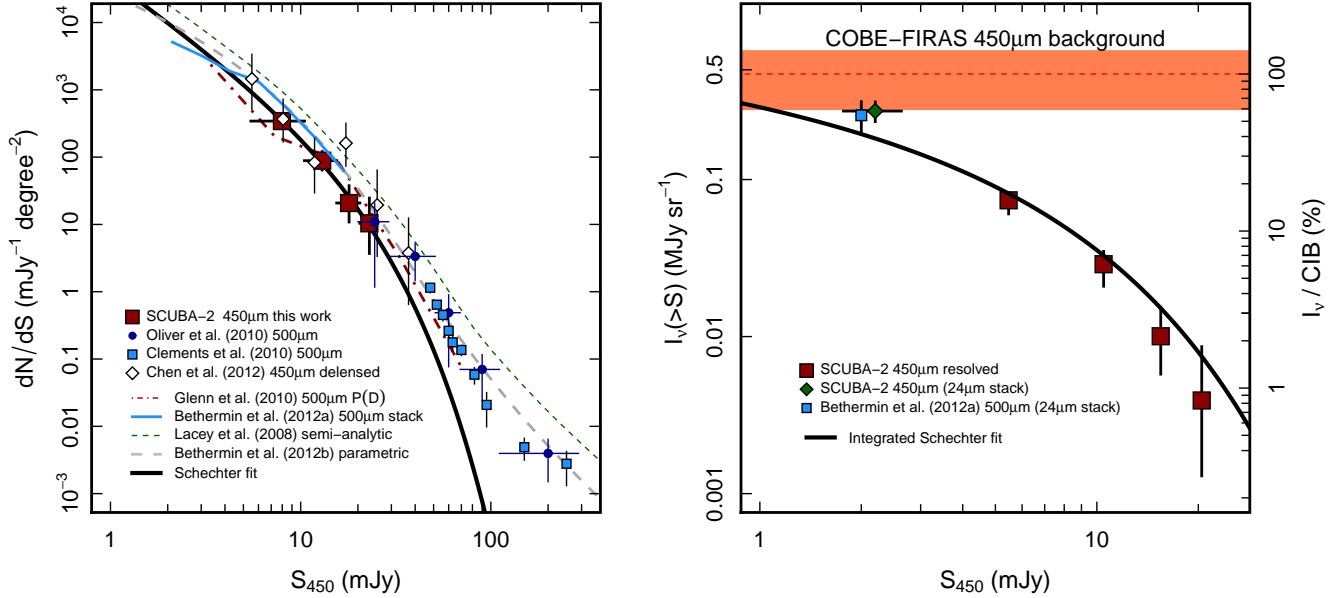 10⁴
10³
100
10
1
0.1
0.01
10⁻³
dN/dS (mJy⁻¹ degree⁻²)
SCUBA−2 450μm this work
Oliver et al. (2010) 500μm
Clements et al. (2010) 500μm
Chen et al. (2012) 450μm delensed
Glenn et al. (2010) 500μm P(D)
Bethermin et al. (2012a) 500μm stack
Lacey et al. (2008) semi−analytic
Bethermin et al. (2012b) parametric
Schechter fit
1 10 100
S₄₅₀ (mJy)
COBE−FIRAS 450μm background
0.5
0.1
0.01
0.001
Iν(>S) (MJy sr⁻¹)
SCUBA−2 450μm resolved
SCUBA−2 450μm (24μm stack)
Bethermin et al. (2012a) 500μm (24μm stack)
Integrated Schechter fit
1 10
S₄₅₀ (mJy)
100
10
1
Iν / CIB (%)